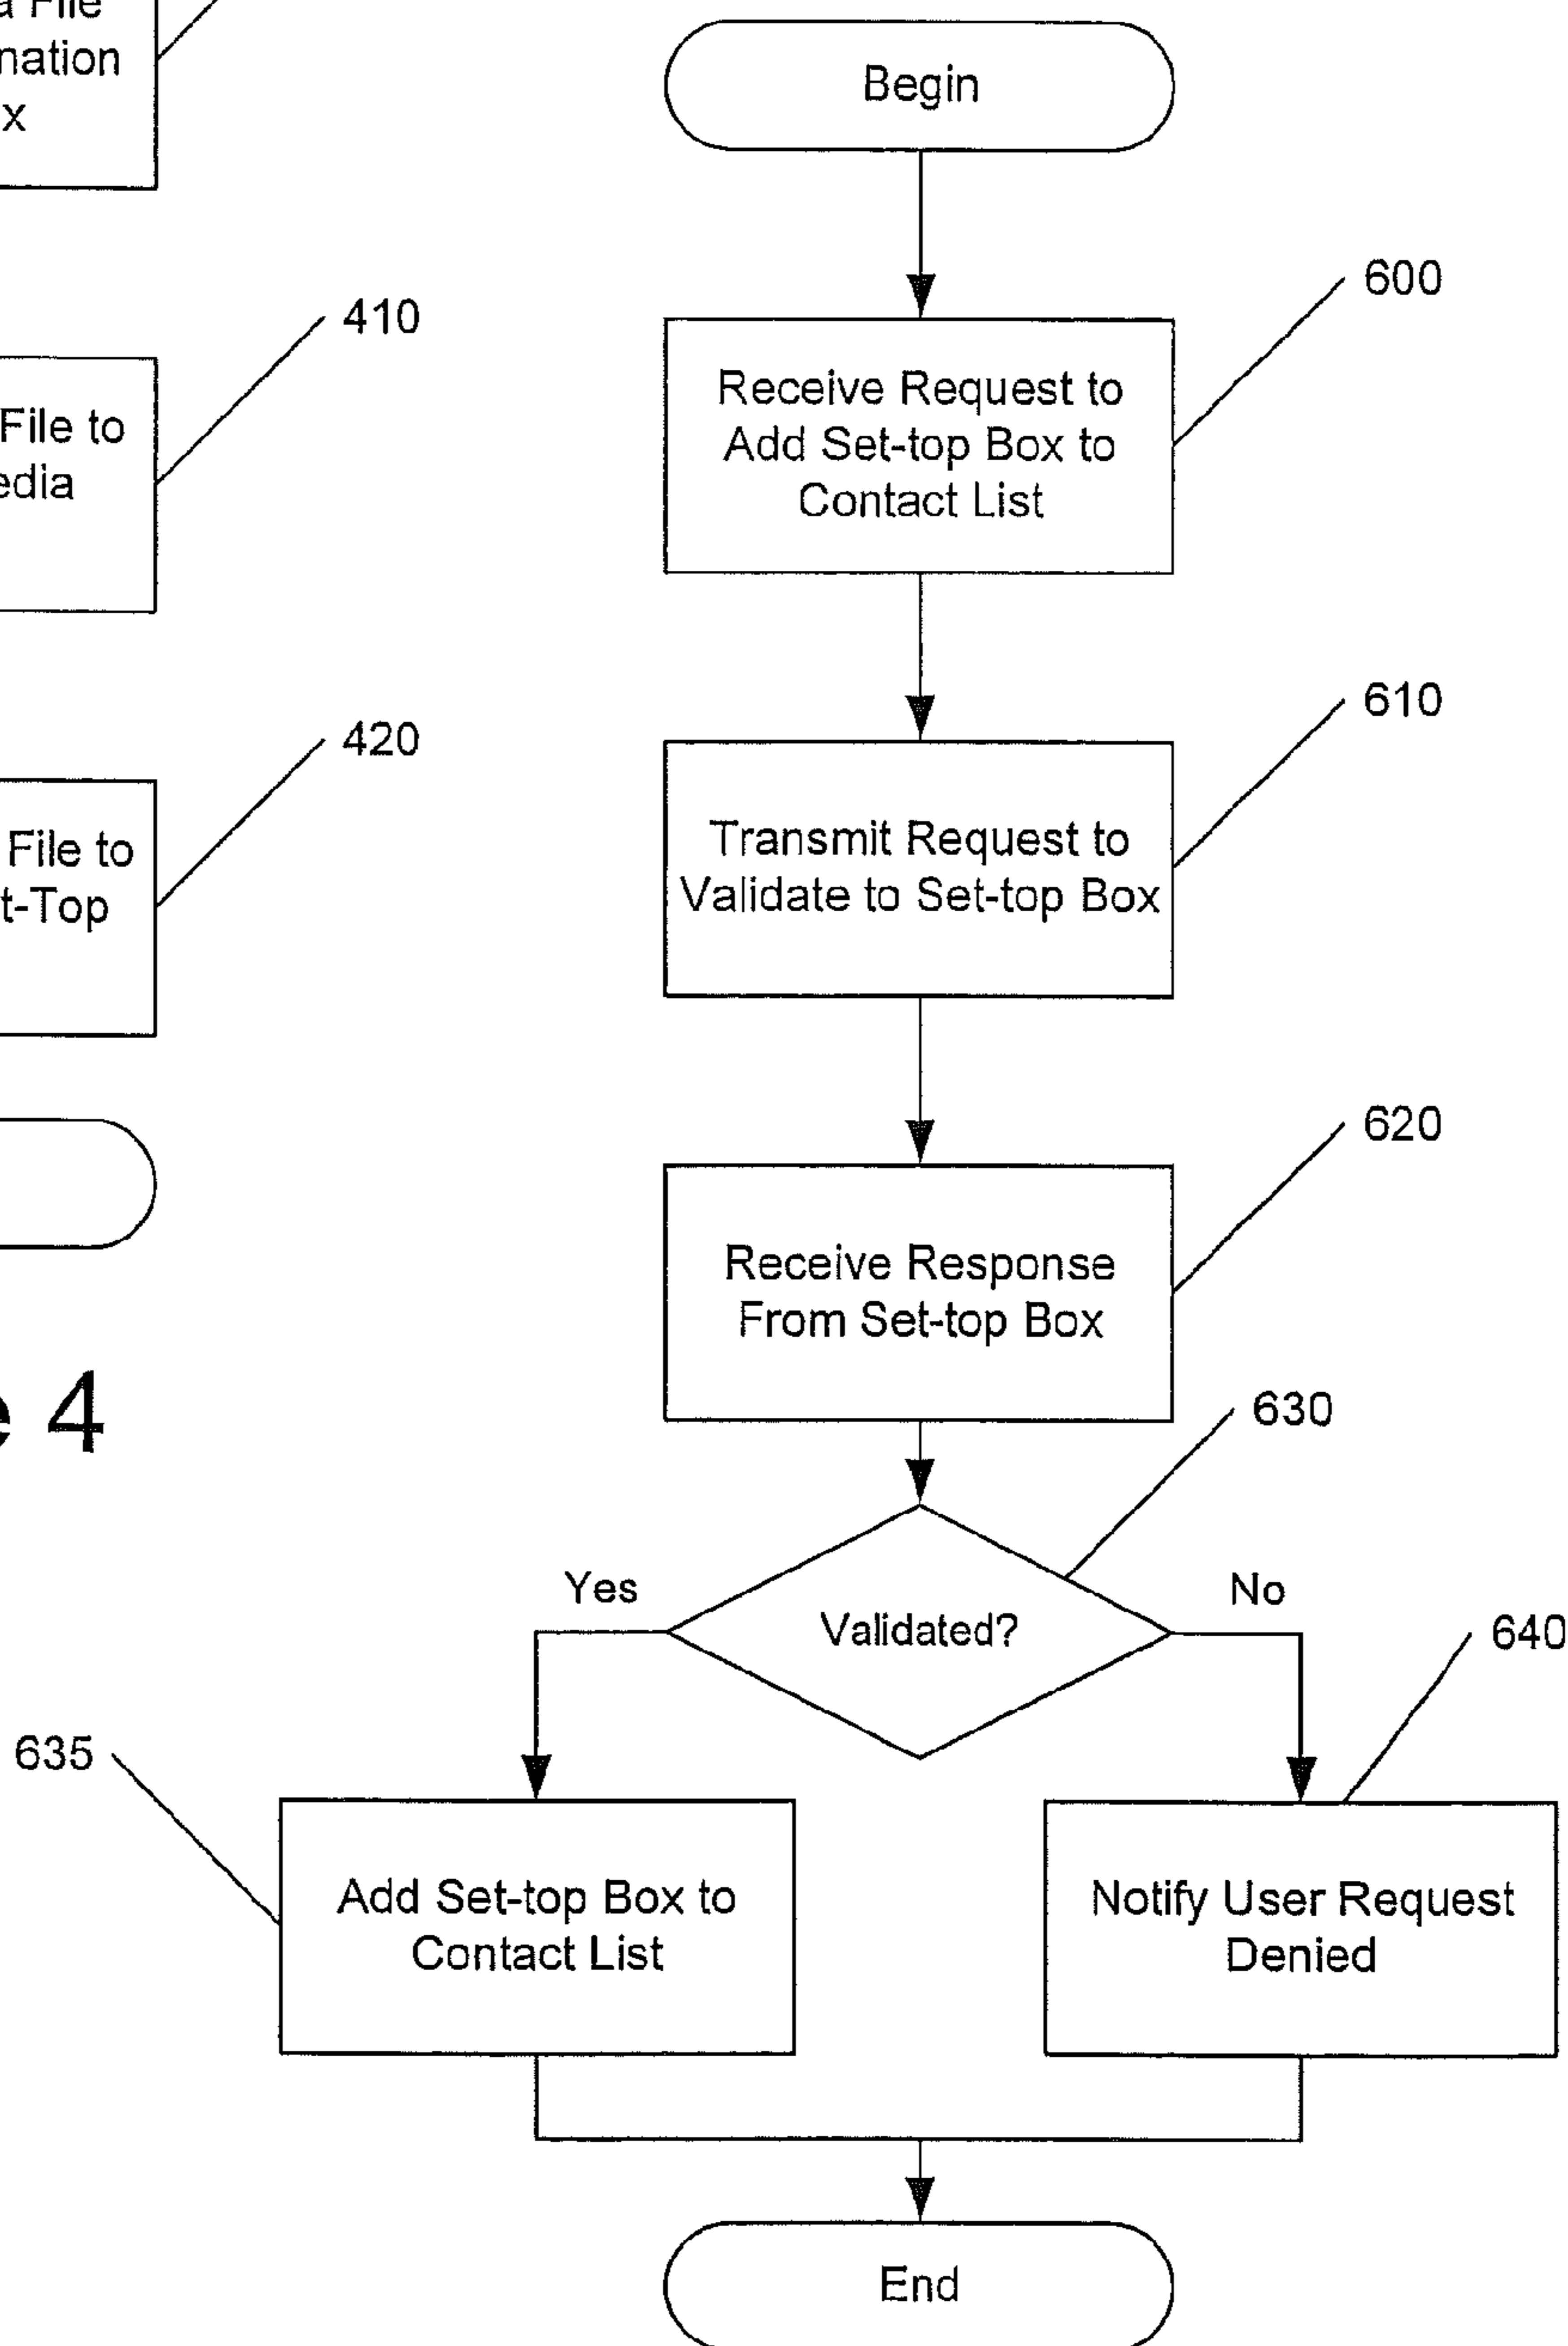 File
x
410
File to
420
File to
t-Top
4
Begin
600
Receive Request to
Add Set-top Box to
Contact List
610
Transmit Request to
Validate to Set-top Box
620
Receive Response
From Set-top Box
630
Validated?
Yes
No
635
Add Set-top Box to
Contact List
640
Notify User Request
Denied
End